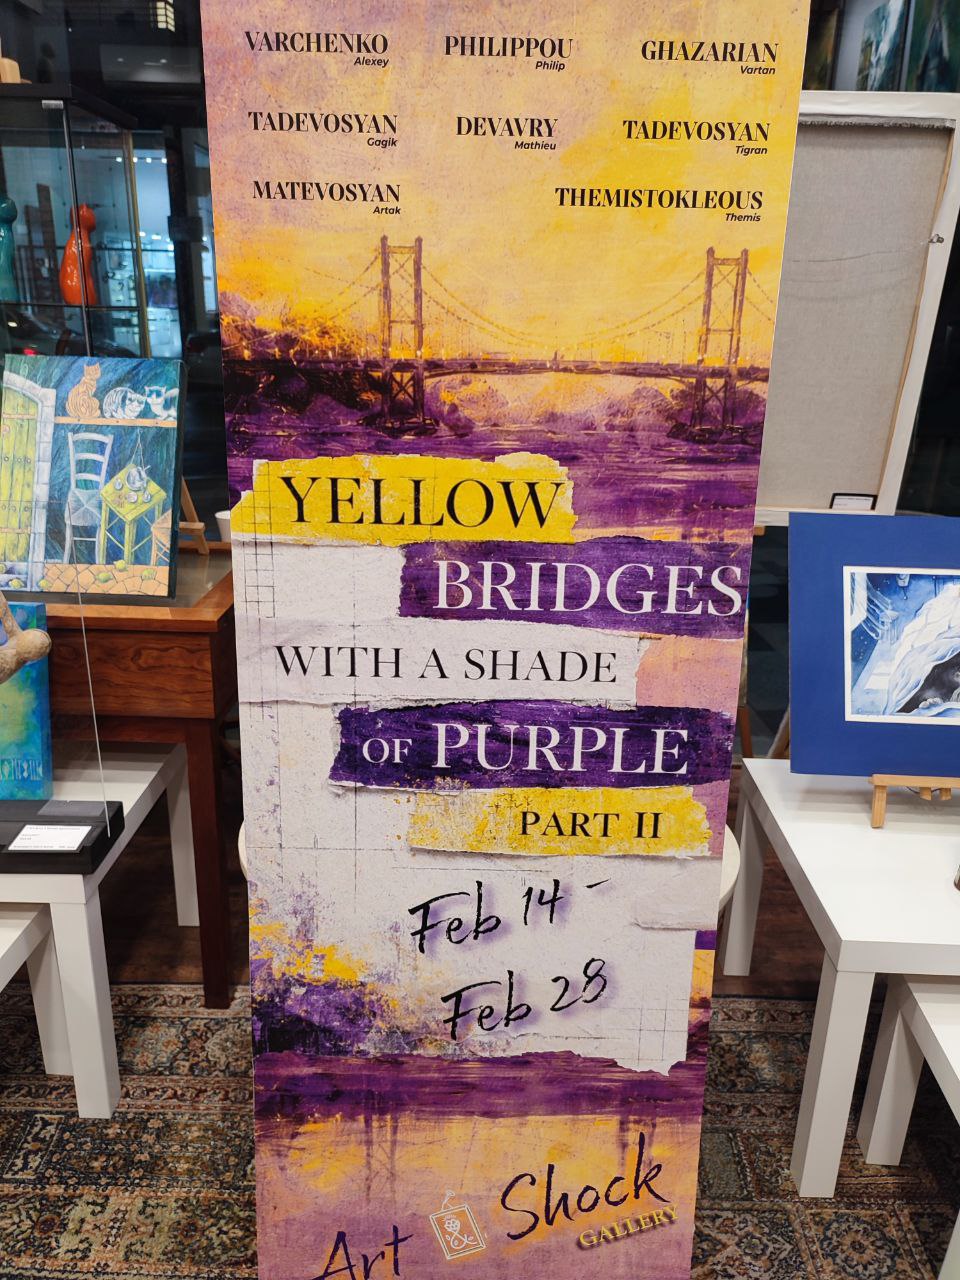 VARCHENKO PHILIPPOU GHAZARIAN
Alexey Philip Vartan
TADEVOSYAN DEVAVRY TADEVOSYAN
Gagik Mathieu Tigran
MATEVOSYAN THEMISTOKLEOUS
Artak Themis
YELLOW
BRIDGES
WITH A SHADE
OF PURPLE
PART II
Feb 14 -
Feb 28
Art Shock
GALLERY